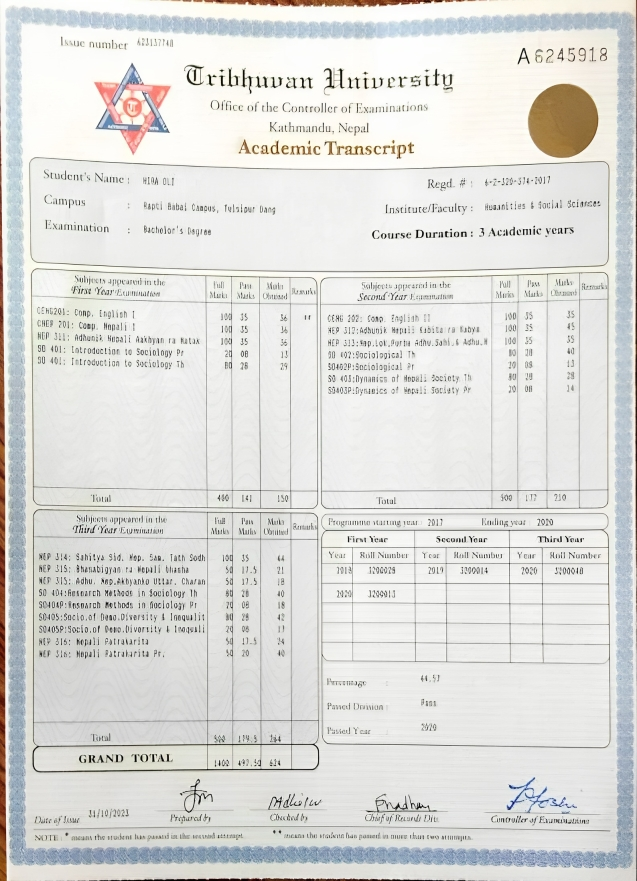 Issue number 623137748
A 6245918
Tribhuvan University
Office of the Controller of Examinations
Kathmandu, Nepal
Academic Transcript
Student's Name : HIRA OLI
Regd. # : 6-2-329-374-2017
Campus : Rapti Babai Campus, Tulsipur Dang
Institute/Faculty : Humanities & Social Sciences
Examination : Bachelor's Degree
Course Duration : 3 Academic years
Subjects appeared in the First Year Examination Full Marks Pass Marks Marks Obtained Remarks
CENG201: Comp. English I 100 35 36 **
CNEP 201: Comp. Nepali I 100 35 36
NEP 311: Adhunik Nepali Aakhyan ra Natak 100 35 36
SO 401: Introduction to Sociology Pr 20 08 13
SO 401: Introduction to Sociology Th 80 28 29
Total 400 141 150
Subjects appeared in the Second Year Examination Full Marks Pass Marks Marks Obtained Remarks
CENG 202: Comp. English II 100 35 35
NEP 312:Adhunik Nepali Kabita ra Kabya 100 35 45
NEP 313:Nep.Lok,Purba Adhu.Sahi.& Adhu.N 100 35 35
SO 402:Sociological Th 80 28 40
SO402P:Sociological Pr 20 08 13
SO 403:Dynamics of Nepali Society Th 80 28 28
SO403P:Dynamics of Nepali Society Pr 20 08 14
Total 500 177 210
Subjects appeared in the Third Year Examination Full Marks Pass Marks Marks Obtained Remarks
NEP 314: Sahitya Sid. Nep. Sam. Tath Sodh 100 35 44
NEP 315: Bhasabigyan ra Nepali bhasha 50 17.5 21
NEP 315: Adhu. Nep. Uttar. Charan 50 17.5 18
SO 404:Research Methods in Sociology Th 80 28 40
SO404P:Research Methods in Sociology Pr 20 08 18
SO405:Socio.of Demo.Diversity & Inequalit 80 28 42
SO405P:Socio.of Demo.Diversity & Inequali 20 08 17
NEP 316: Nepali Patrakarita 50 17.5 24
NEP 316: Nepali Patrakarita Pr. 50 20 40
Total 500 179.5 264
GRAND TOTAL 1400 497.50 624
Programme starting year : 2017 Ending year : 2020
First Year Second Year Third Year
Year Roll Number Year Roll Number Year Roll Number
2018 3200028 2019 3200014 2020 3200048
2020 3200013
Percentage : 44.57
Passed Division : Pass
Passed Year : 2020
Date of Issue 31/10/2023
Prepared by
Checked by
Chief of Records Div.
Controller of Examinations
NOTE : * means the student has passed in the second attempt. ** means the student has passed in more than two attempts.